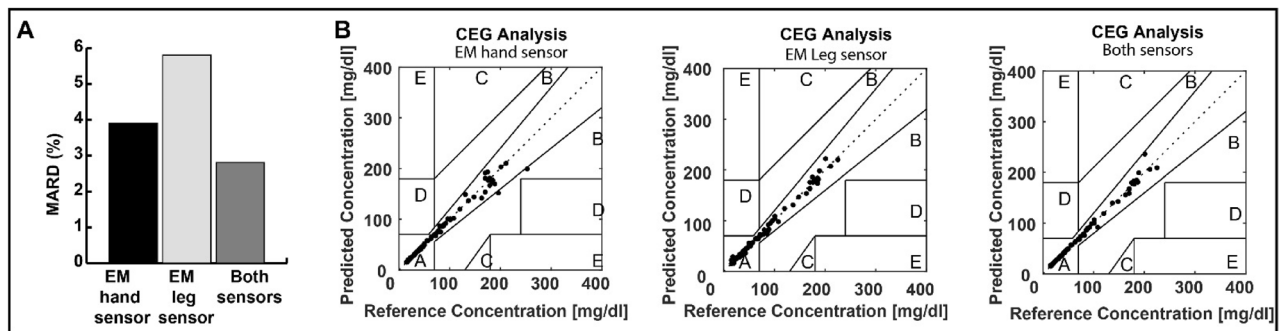 A
MARD (%)
6
5
4
3
2
1
0
EM hand sensor
EM leg sensor
Both sensors
B
CEG Analysis
EM hand sensor
Predicted Concentration [mg/dl]
400
300
200
100
0
E
C
B
B
D
D
A
C
E
0 100 200 300 400
Reference Concentration [mg/dl]
CEG Analysis
EM Leg sensor
Predicted Concentration [mg/dl]
400
300
200
100
0
E
C
B
B
D
D
A
C
E
0 100 200 300 400
Reference Concentration [mg/dl]
CEG Analysis
Both sensors
Predicted Concentration [mg/dl]
400
300
200
100
0
E
C
B
B
D
D
A
C
E
0 100 200 300 400
Reference Concentration [mg/dl]